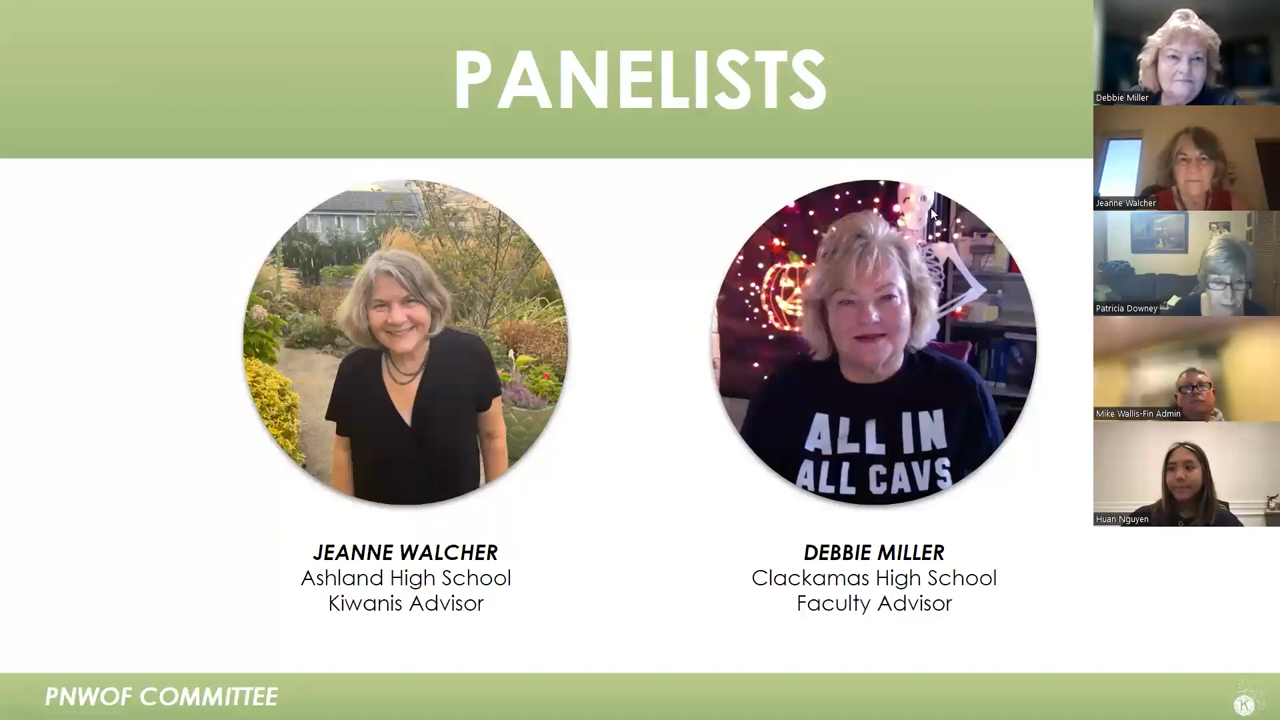 PANELISTS
ALL IN
ALL CAVS
JEANNE WALCHER
Ashland High School
Kiwanis Advisor
DEBBIE MILLER
Clackamas High School
Faculty Advisor
PNWOF COMMITTEE
Debbie Miller
Jeanne Walcher
Patricia Downey
Mike Wallis-Fin Admin
Huan Nguyen
K